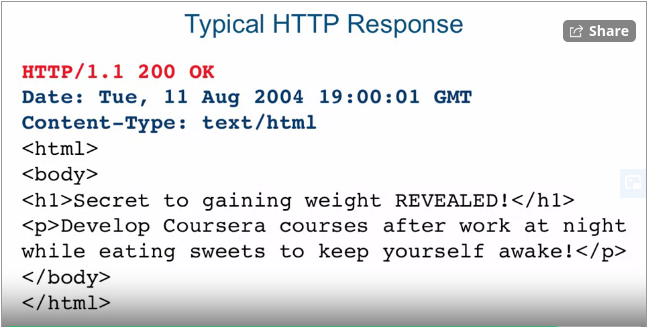 Typical HTTP Response
Share
HTTP/1.1 200 OK
Date: Tue, 11 Aug 2004 19:00:01 GMT
Content-Type: text/html
<html>
<body>
<h1>Secret to gaining weight REVEALED!</h1>
<p>Develop Coursera courses after work at night
while eating sweets to keep yourself awake!</p>
</body>
</html>